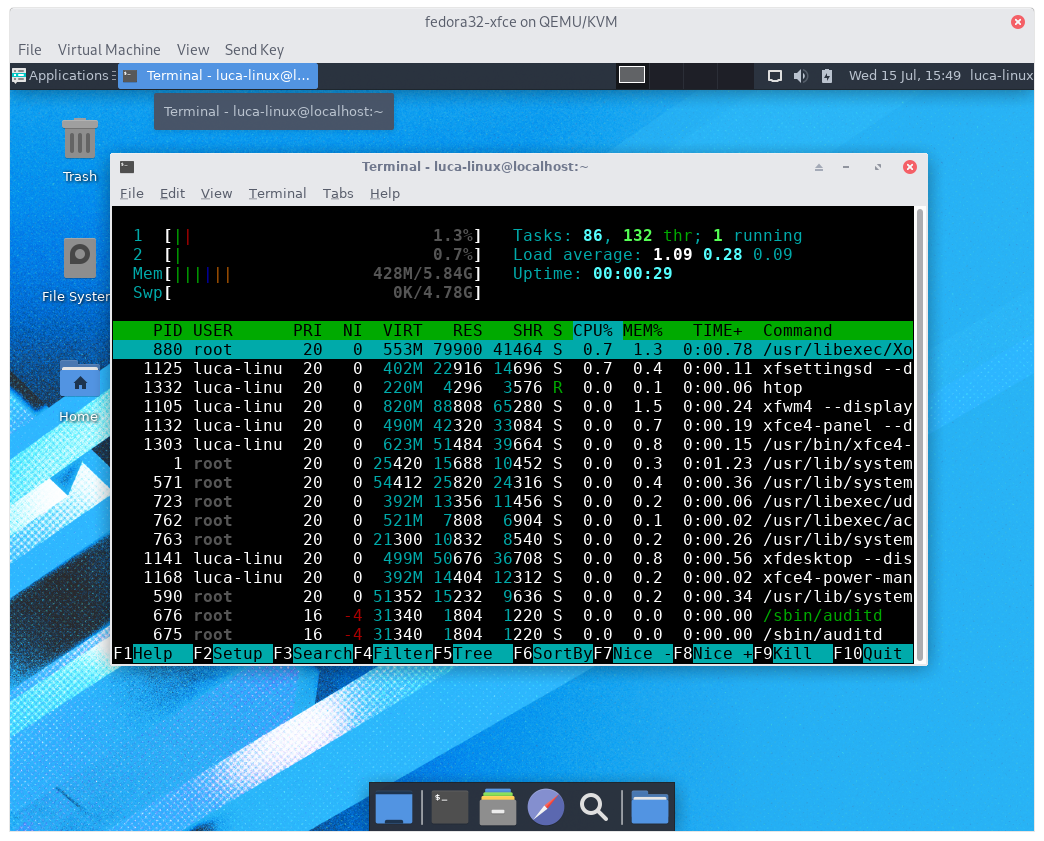 fedora32-xfce on QEMU/KVM
File Virtual Machine View Send Key
Applications Terminal - luca-linux@l... Wed 15 Jul, 15:49 luca-linux
Terminal - luca-linux@localhost:~
Trash
File System
Home
Terminal - luca-linux@localhost:~
File Edit View Terminal Tabs Help
1 [|| 1.3%] Tasks: 86, 132 thr; 1 running
2 [| 0.7%] Load average: 1.09 0.28 0.09
Mem[|||||| 428M/5.84G] Uptime: 00:00:29
Swp[ 0K/4.78G]
PID USER PRI NI VIRT RES SHR S CPU% MEM% TIME+ Command
880 root 20 0 553M 79900 41464 S 0.7 1.3 0:00.78 /usr/libexec/Xo
1125 luca-linu 20 0 402M 22916 14696 S 0.7 0.4 0:00.11 xfsettingsd --d
1332 luca-linu 20 0 220M 4296 3576 R 0.0 0.1 0:00.06 htop
1105 luca-linu 20 0 820M 88808 65280 S 0.0 1.5 0:00.24 xfwm4 --display
1132 luca-linu 20 0 490M 42320 33084 S 0.0 0.7 0:00.19 xfce4-panel --d
1303 luca-linu 20 0 623M 51484 39664 S 0.0 0.8 0:00.15 /usr/bin/xfce4-
1 root 20 0 25420 15688 10452 S 0.0 0.3 0:01.23 /usr/lib/system
571 root 20 0 54412 25820 24316 S 0.0 0.4 0:00.36 /usr/lib/system
723 root 20 0 392M 13356 11456 S 0.0 0.2 0:00.06 /usr/libexec/ud
762 root 20 0 521M 7808 6904 S 0.0 0.1 0:00.02 /usr/libexec/ac
763 root 20 0 21300 10832 8540 S 0.0 0.2 0:00.26 /usr/lib/system
1141 luca-linu 20 0 499M 50676 36708 S 0.0 0.8 0:00.56 xfdesktop --dis
1168 luca-linu 20 0 392M 14404 12312 S 0.0 0.2 0:00.02 xfce4-power-man
590 root 20 0 51352 15232 9636 S 0.0 0.2 0:00.34 /usr/lib/system
676 root 16 -4 31340 1804 1220 S 0.0 0.0 0:00.00 /sbin/auditd
675 root 16 -4 31340 1804 1220 S 0.0 0.0 0:00.00 /sbin/auditd
F1Help F2Setup F3SearchF4FilterF5Tree F6SortByF7Nice -F8Nice +F9Kill F10Quit